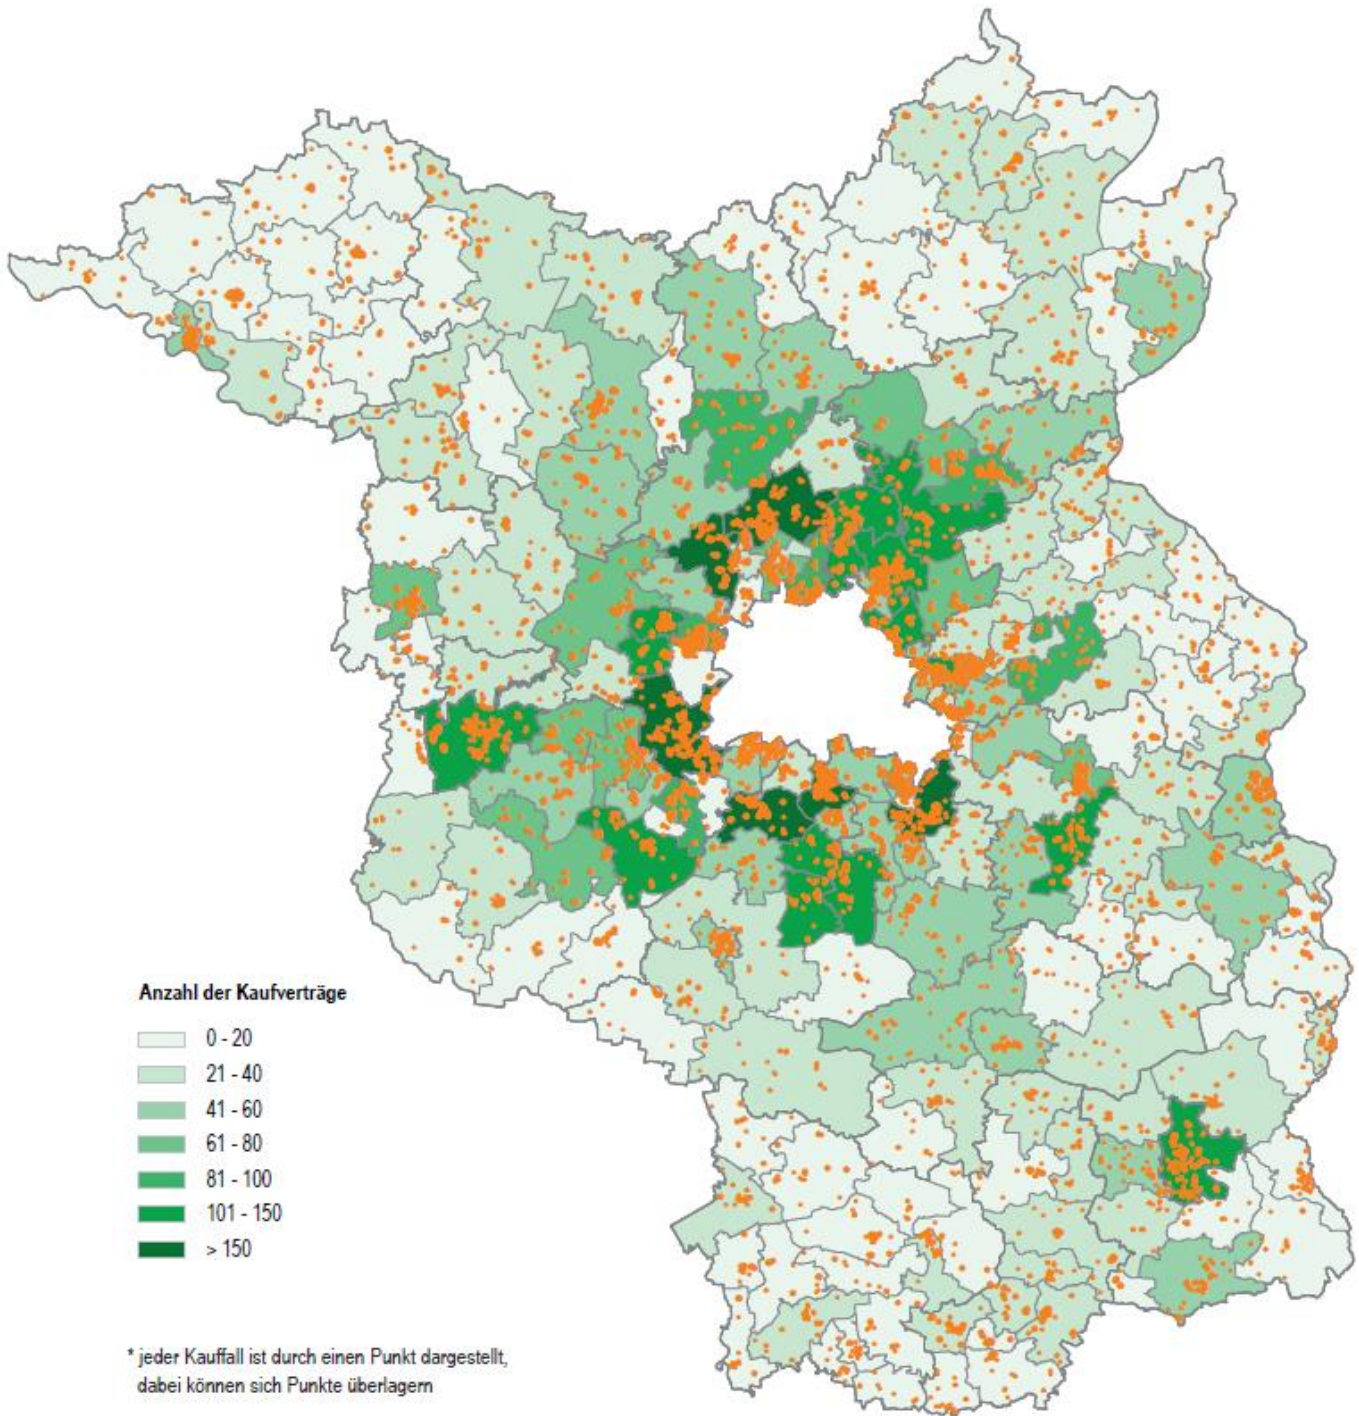 Anzahl der Kaufverträge
0 - 20
21 - 40
41 - 60
61 - 80
81 - 100
101 - 150
> 150
* jeder Kauffall ist durch einen Punkt dargestellt,
dabei können sich Punkte überlagern